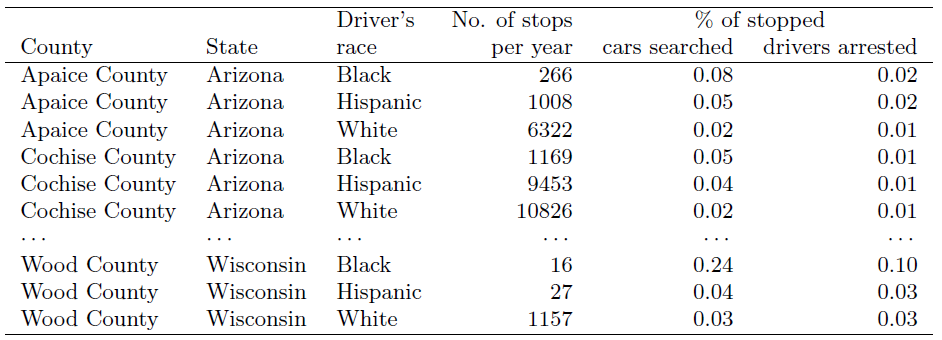 Driver's No. of stops % of stopped
County State race per year cars searched drivers arrested
Apaice County Arizona Black 266 0.08 0.02
Apaice County Arizona Hispanic 1008 0.05 0.02
Apaice County Arizona White 6322 0.02 0.01
Cochise County Arizona Black 1169 0.05 0.01
Cochise County Arizona Hispanic 9453 0.04 0.01
Cochise County Arizona White 10826 0.02 0.01
... ... ... ... ... ...
Wood County Wisconsin Black 16 0.24 0.10
Wood County Wisconsin Hispanic 27 0.04 0.03
Wood County Wisconsin White 1157 0.03 0.03